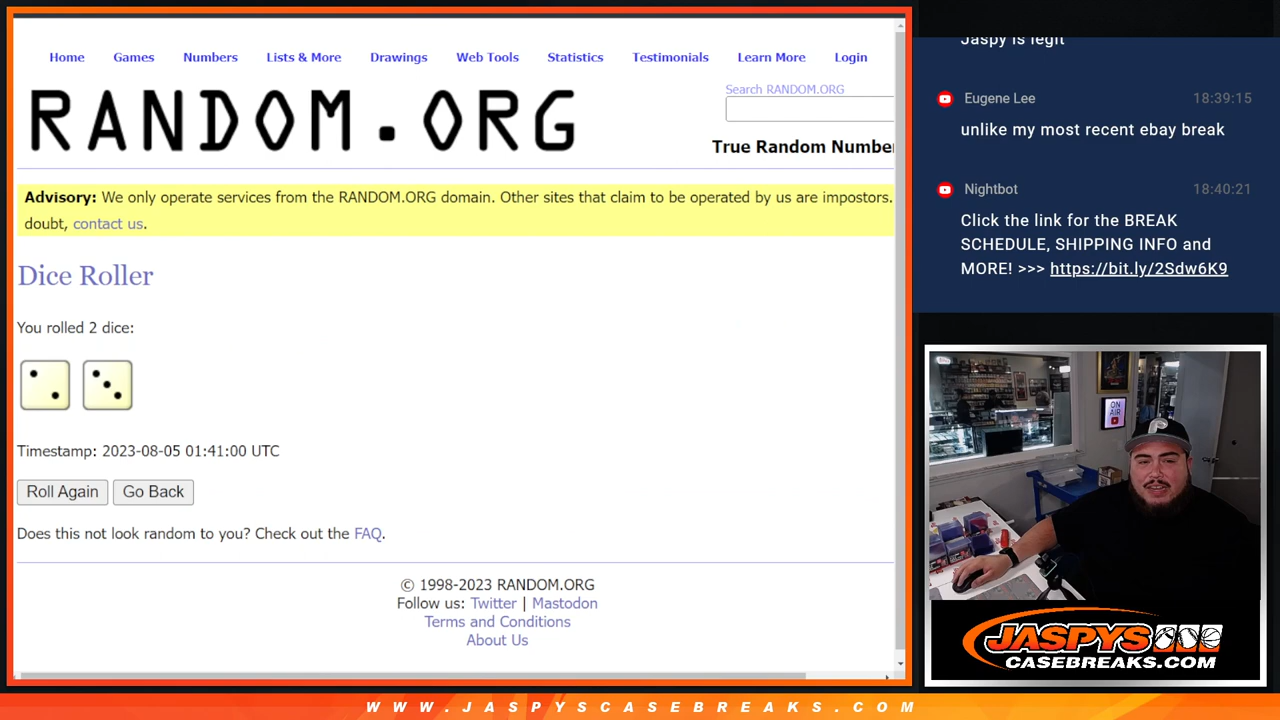 Home Games Numbers Lists & More Drawings Web Tools Statistics Testimonials Learn More Login
RANDOM.ORG
Search RANDOM.ORG
True Random Number
Advisory: We only operate services from the RANDOM.ORG domain. Other sites that claim to be operated by us are impostors.
doubt, contact us.
Dice Roller
You rolled 2 dice:
Timestamp: 2023-08-05 01:41:00 UTC
Roll Again Go Back
Does this not look random to you? Check out the FAQ.
© 1998-2023 RANDOM.ORG
Follow us: Twitter | Mastodon
Terms and Conditions
About Us
Jaspy is legit
Eugene Lee 18:39:15
unlike my most recent ebay break
Nightbot 18:40:21
Click the link for the BREAK
SCHEDULE, SHIPPING INFO and
MORE! >>> https://bit.ly/2Sdw6K9
ON
AIR
P
JASPYS
CASEBREAKS.COM
WWW.JASPYSCASEBREAKS.COM